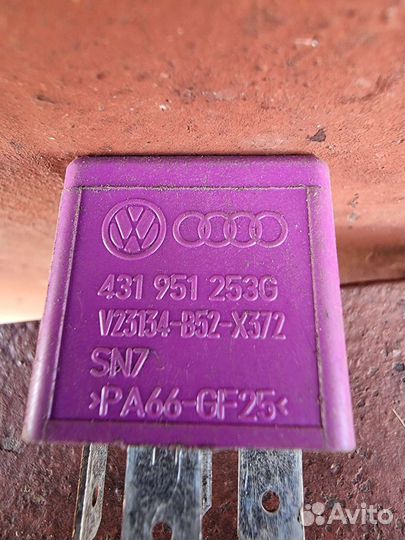 431 951 253G
V23134-B52-X372
SN7
>PA66-GF25<
Avito